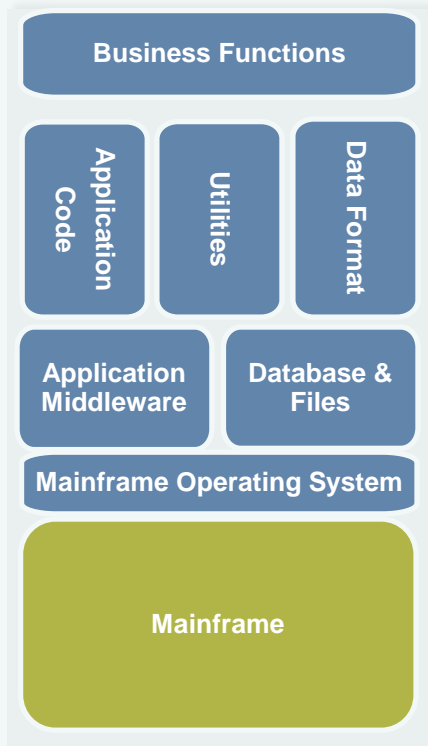 Business Functions
Application
Code
Utilities
Data Format
Application
Middleware
Database &
Files
Mainframe Operating System
Mainframe